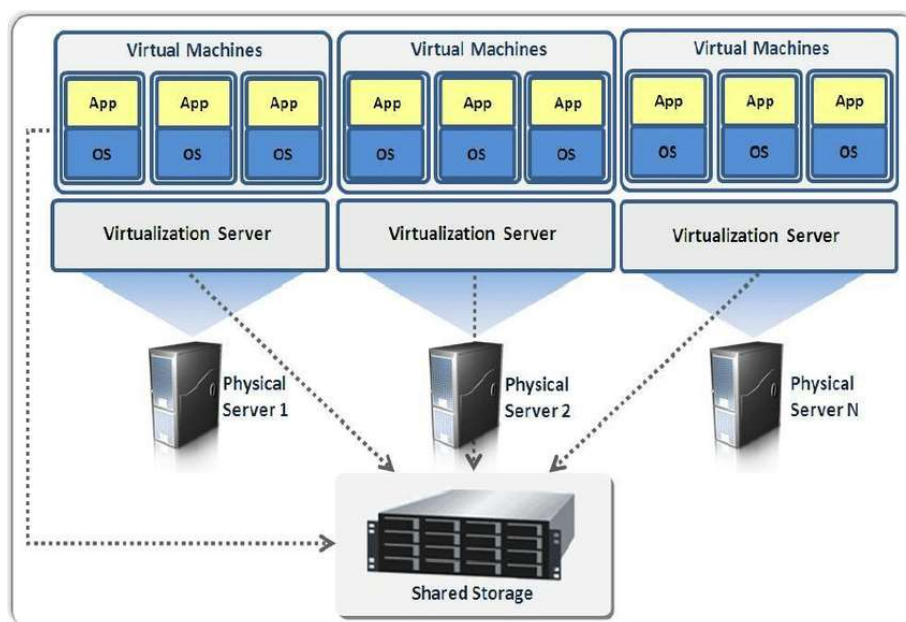 Virtual Machines
Virtual Machines
Virtual Machines
App
App
App
App
App
App
App
App
App
OS
OS
OS
OS
OS
OS
OS
OS
OS
Virtualization Server
Virtualization Server
Virtualization Server
Physical
Server 1
Physical
Server 2
Physical
Server N
Shared Storage